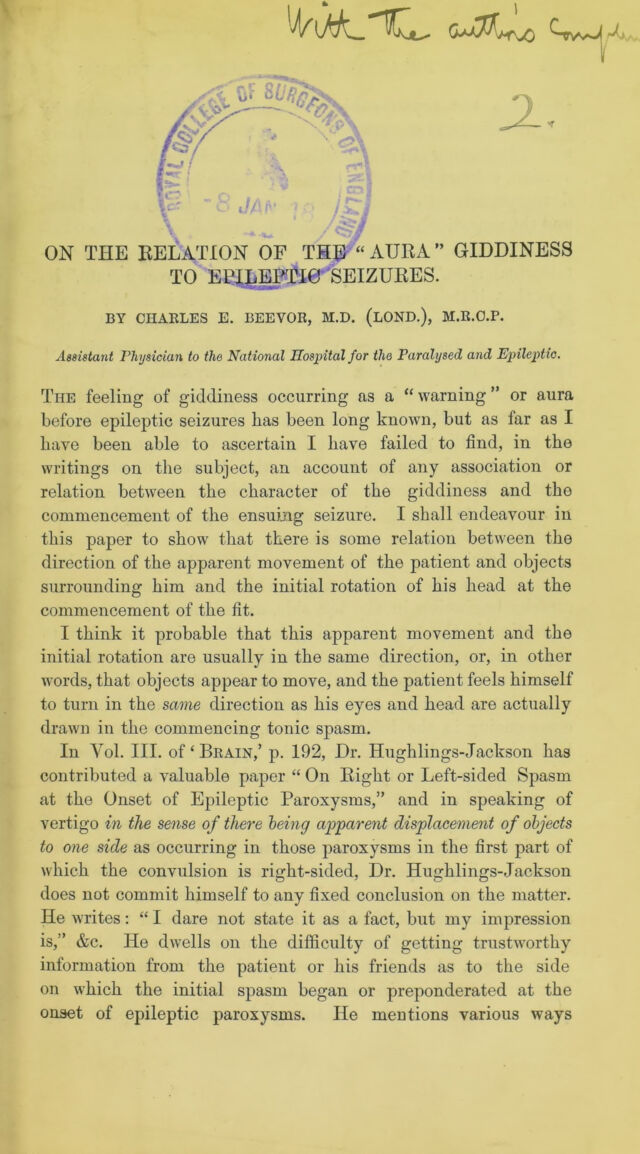 With The author's
2.
ROYAL COLLEGE OF SURGEONS OF ENGLAND
-8 JAN
ON THE RELATION OF THE “AURA” GIDDINESS
TO EPILEPTIC SEIZURES.
BY CHARLES E. BEEVOR, M.D. (LOND.), M.R.C.P.
Assistant Physician to the National Hospital for the Paralysed and Epileptic.
THE feeling of giddiness occurring as a “warning” or aura
before epileptic seizures has been long known, but as far as I
have been able to ascertain I have failed to find, in the
writings on the subject, an account of any association or
relation between the character of the giddiness and the
commencement of the ensuing seizure. I shall endeavour in
this paper to show that there is some relation between the
direction of the apparent movement of the patient and objects
surrounding him and the initial rotation of his head at the
commencement of the fit.
I think it probable that this apparent movement and the
initial rotation are usually in the same direction, or, in other
words, that objects appear to move, and the patient feels himself
to turn in the same direction as his eyes and head are actually
drawn in the commencing tonic spasm.
In Vol. III. of ‘BRAIN,’ p. 192, Dr. Hughlings-Jackson has
contributed a valuable paper “On Right or Left-sided Spasm
at the Onset of Epileptic Paroxysms,” and in speaking of
vertigo in the sense of there being apparent displacement of objects
to one side as occurring in those paroxysms in the first part of
which the convulsion is right-sided, Dr. Hughlings-Jackson
does not commit himself to any fixed conclusion on the matter.
He writes: “I dare not state it as a fact, but my impression
is,” &c. He dwells on the difficulty of getting trustworthy
information from the patient or his friends as to the side
on which the initial spasm began or preponderated at the
onset of epileptic paroxysms. He mentions various ways